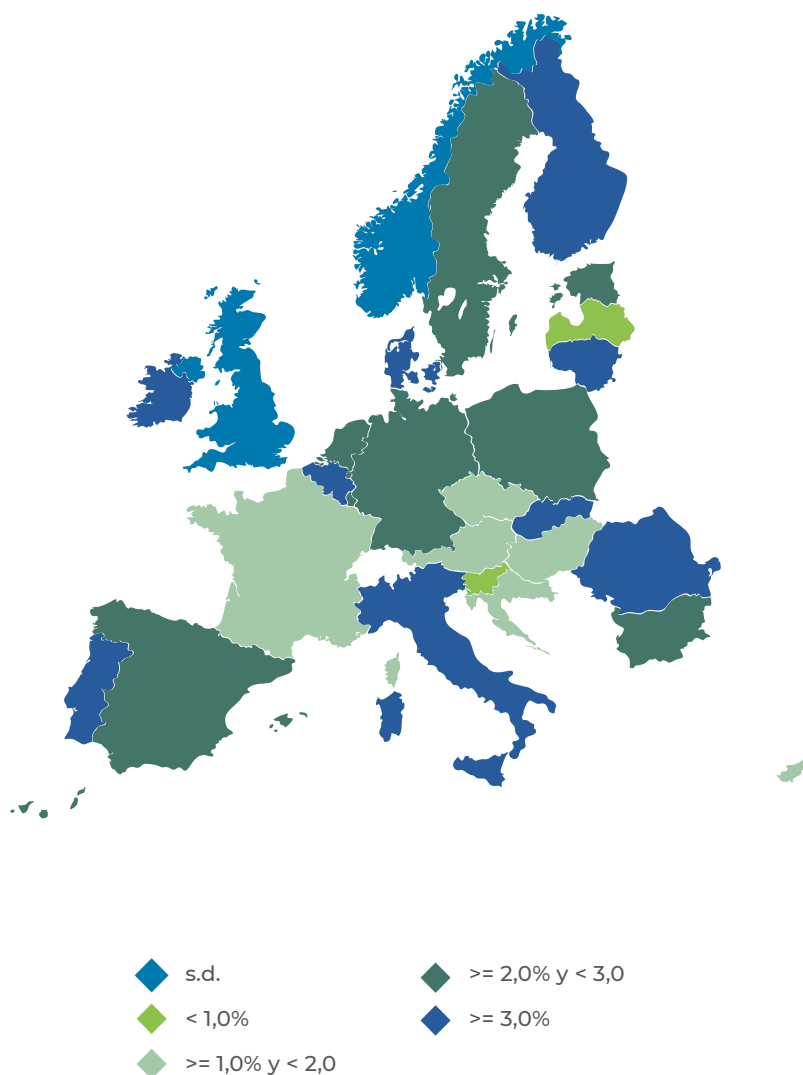 s.d.
< 1,0%
>= 1,0% y < 2,0
>= 2,0% y < 3,0
>= 3,0%